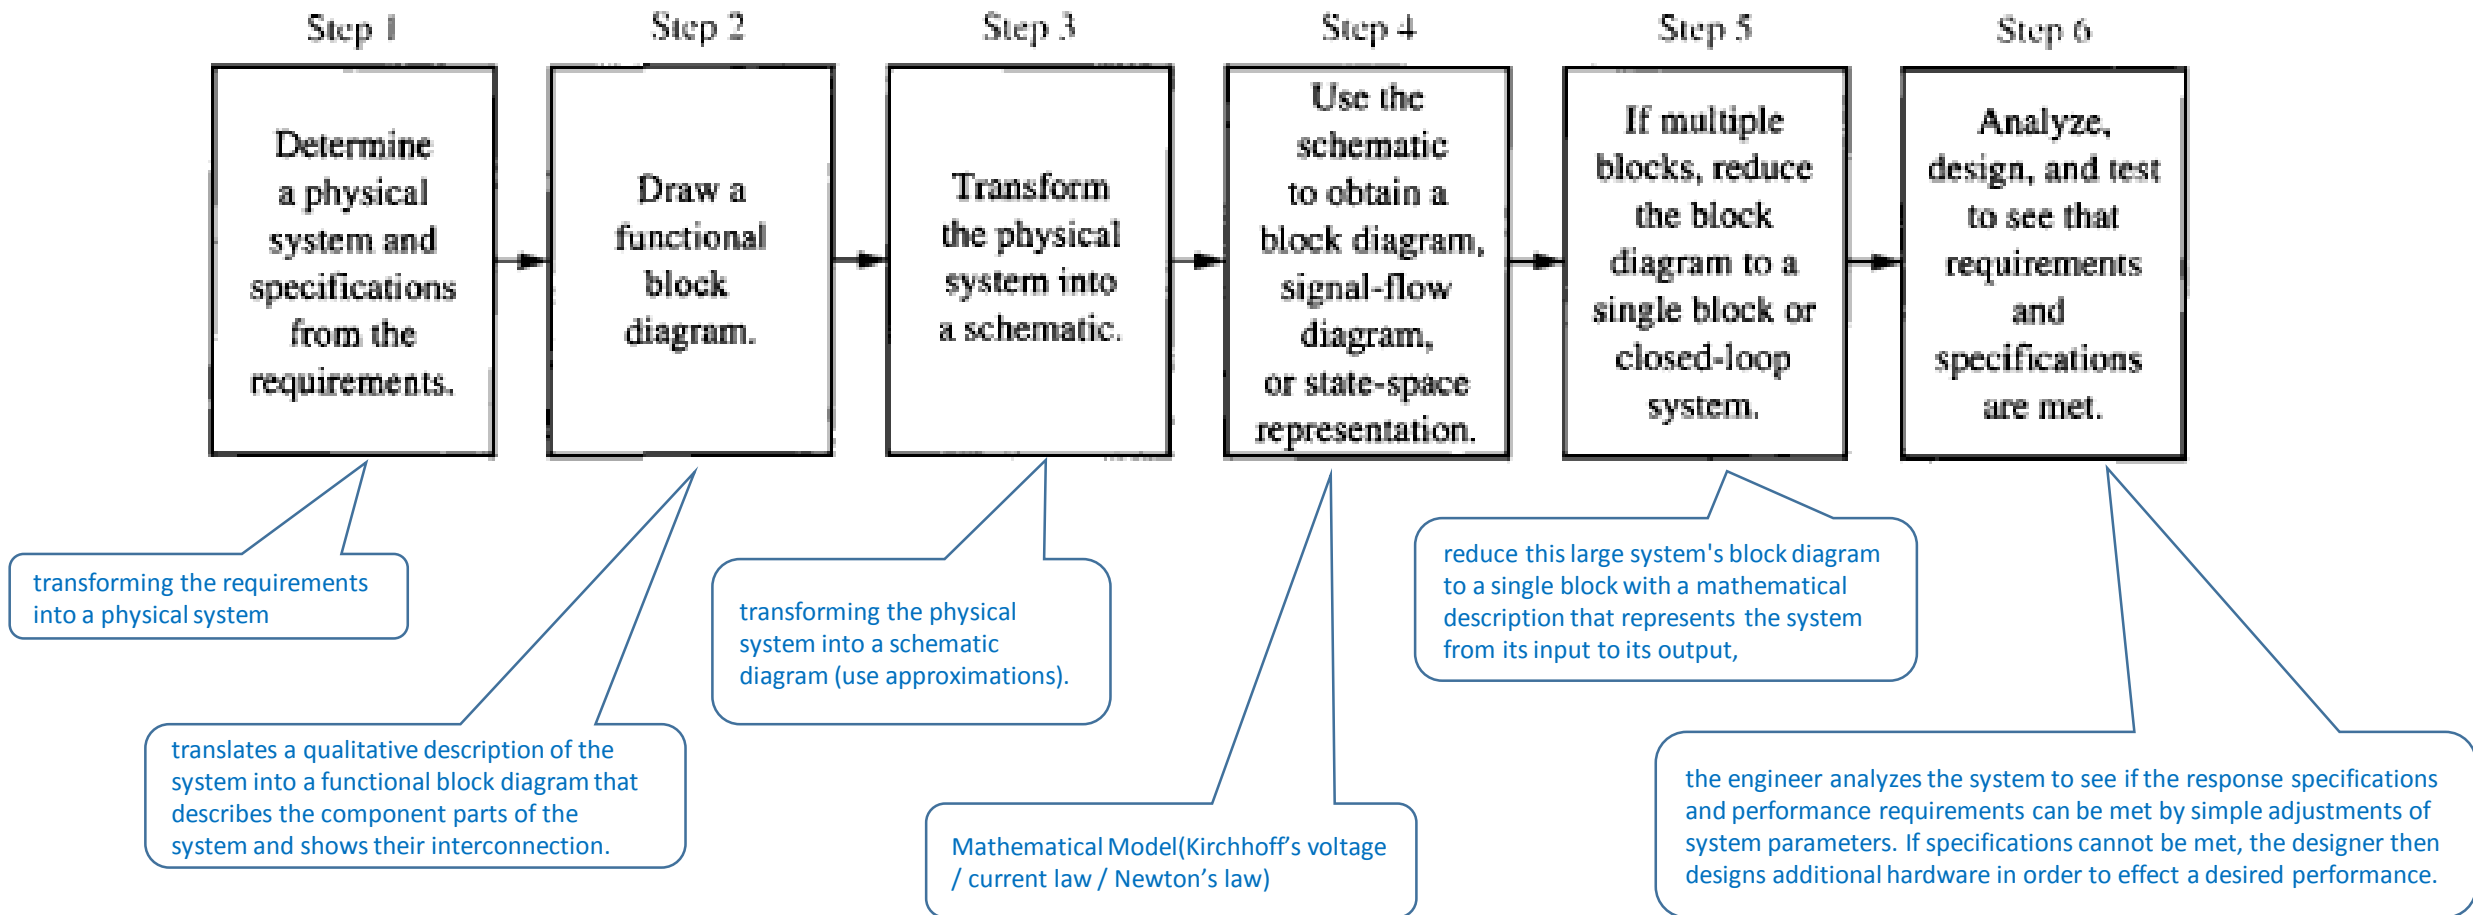 Step 1
Step 2
Step 3
Step 4
Step 5
Step 6
Determine
a physical
system and
specifications
from the
requirements.
Draw a
functional
block
diagram.
Transform
the physical
system into
a schematic.
Use the
schematic
to obtain a
block diagram,
signal-flow
diagram,
or state-space
representation.
If multiple
blocks, reduce
the block
diagram to a
single block or
closed-loop
system.
Analyze,
design, and test
to see that
requirements
and
specifications
are met.
transforming the requirements
into a physical system
translates a qualitative description of the
system into a functional block diagram that
describes the component parts of the
system and shows their interconnection.
transforming the physical
system into a schematic
diagram (use approximations).
Mathematical Model(Kirchhoff’s voltage
/ current law / Newton’s law)
reduce this large system's block diagram
to a single block with a mathematical
description that represents the system
from its input to its output,
the engineer analyzes the system to see if the response specifications
and performance requirements can be met by simple adjustments of
system parameters. If specifications cannot be met, the designer then
designs additional hardware in order to effect a desired performance.